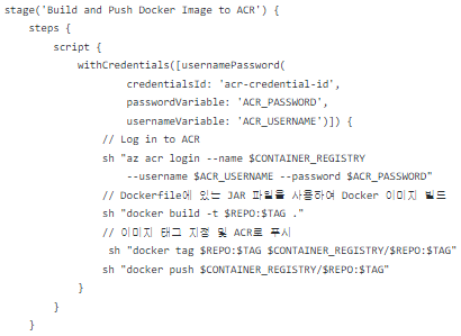 stage('Build and Push Docker Image to ACR') {
steps {
script {
withCredentials([usernamePassword(
credentialsId: 'acr-credential-id',
passwordVariable: 'ACR_PASSWORD',
usernameVariable: 'ACR_USERNAME')]) {
// Log in to ACR
sh "az acr login --name $CONTAINER_REGISTRY
--username $ACR_USERNAME --password $ACR_PASSWORD"
// Dockerfile에 있는 JAR 파일을 사용하여 Docker 이미지 빌드
sh "docker build -t $REPO:$TAG ."
// 이미지 태그 지정 및 ACR로 푸시
sh "docker tag $REPO:$TAG $CONTAINER_REGISTRY/$REPO:$TAG"
sh "docker push $CONTAINER_REGISTRY/$REPO:$TAG"
}
}
}